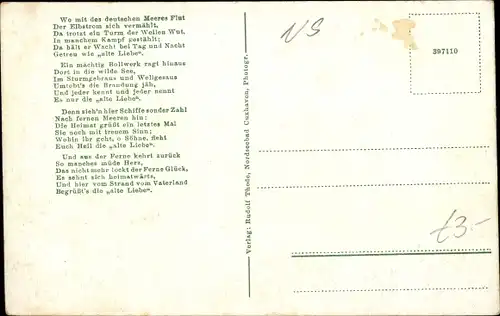 Wo mit des deutschen Meeres Flut
Der Elbstrom sich vermählt,
Da trotzt ein Turm der Wellen Wut,
In manchem Kampf gestählt;
Da hält er Wacht bei Tag und Nacht
Getreu wie „alte Liebe".
Ein mächtig Bollwerk ragt hinaus
Dort in die wilde See,
Im Sturmgebraus und Wellgesaus
Umtobt's die Brandung jäh,
Und jeder kennt und jeder nennt
Es nur die „alte Liebe".
Denn zieh'n hier Schiffe sonder Zahl
Nach fernen Meeren hin:
Die Heimat grüßt ein letztes Mal
Sie noch mit treuem Sinn;
Wohin Ihr geht, o Söhne, fleht
Euch Heil die „alte Liebe".
Und aus der Ferne kehrt zurück
So manches müde Herz,
Das nicht mehr lockt der Ferne Glück,
Es sehnt sich heimatwärts,
Und hier vom Strand vom Vaterland
Begrüßt's die „alte Liebe".
Verlag: Rudolf Thode, Nordseebad Cuxhaven, Photogr.
NS
397110
£3.-